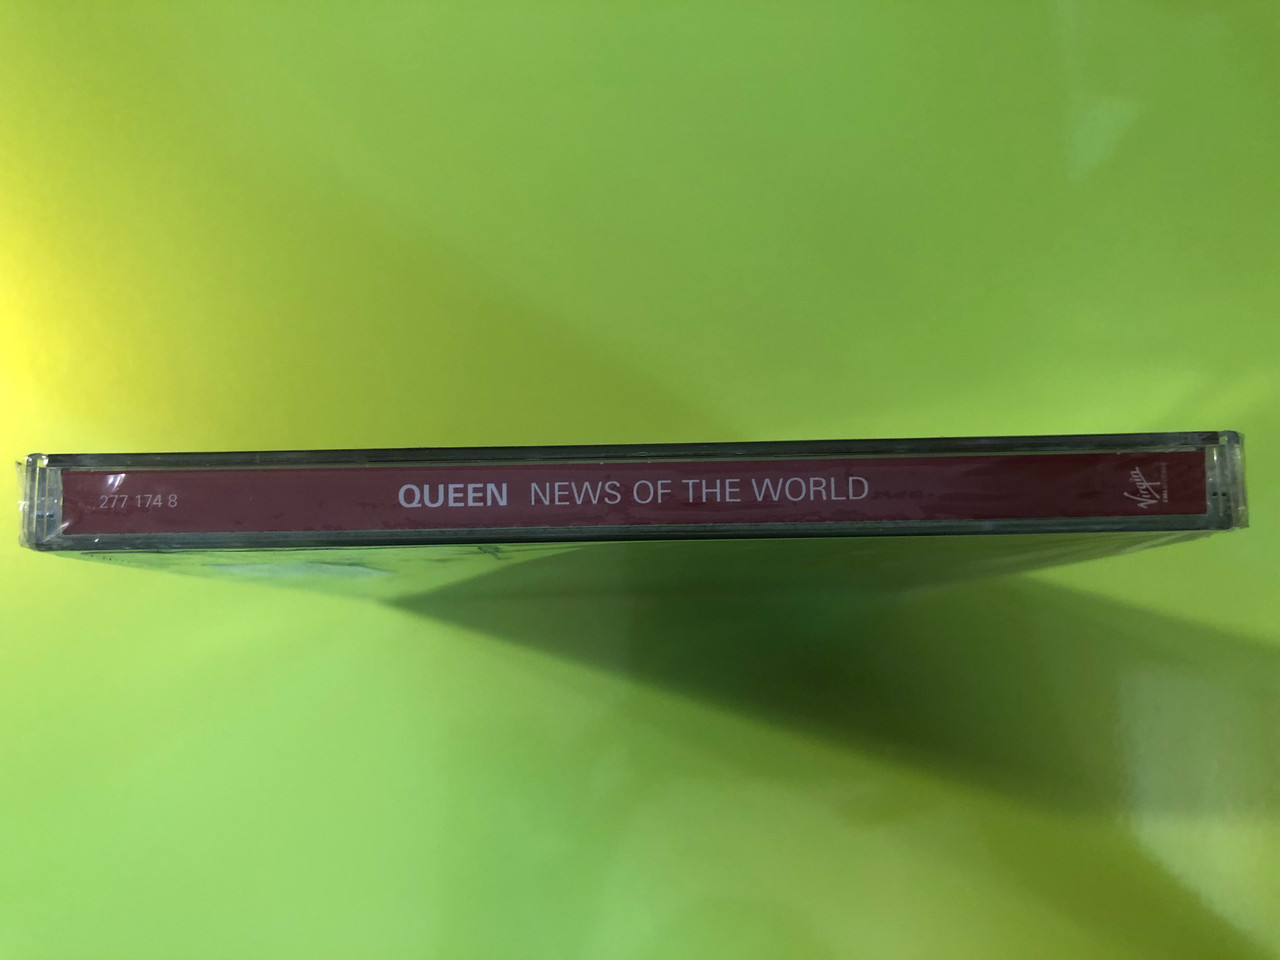 277 174 8 QUEEN NEWS OF THE WORLD Virgin